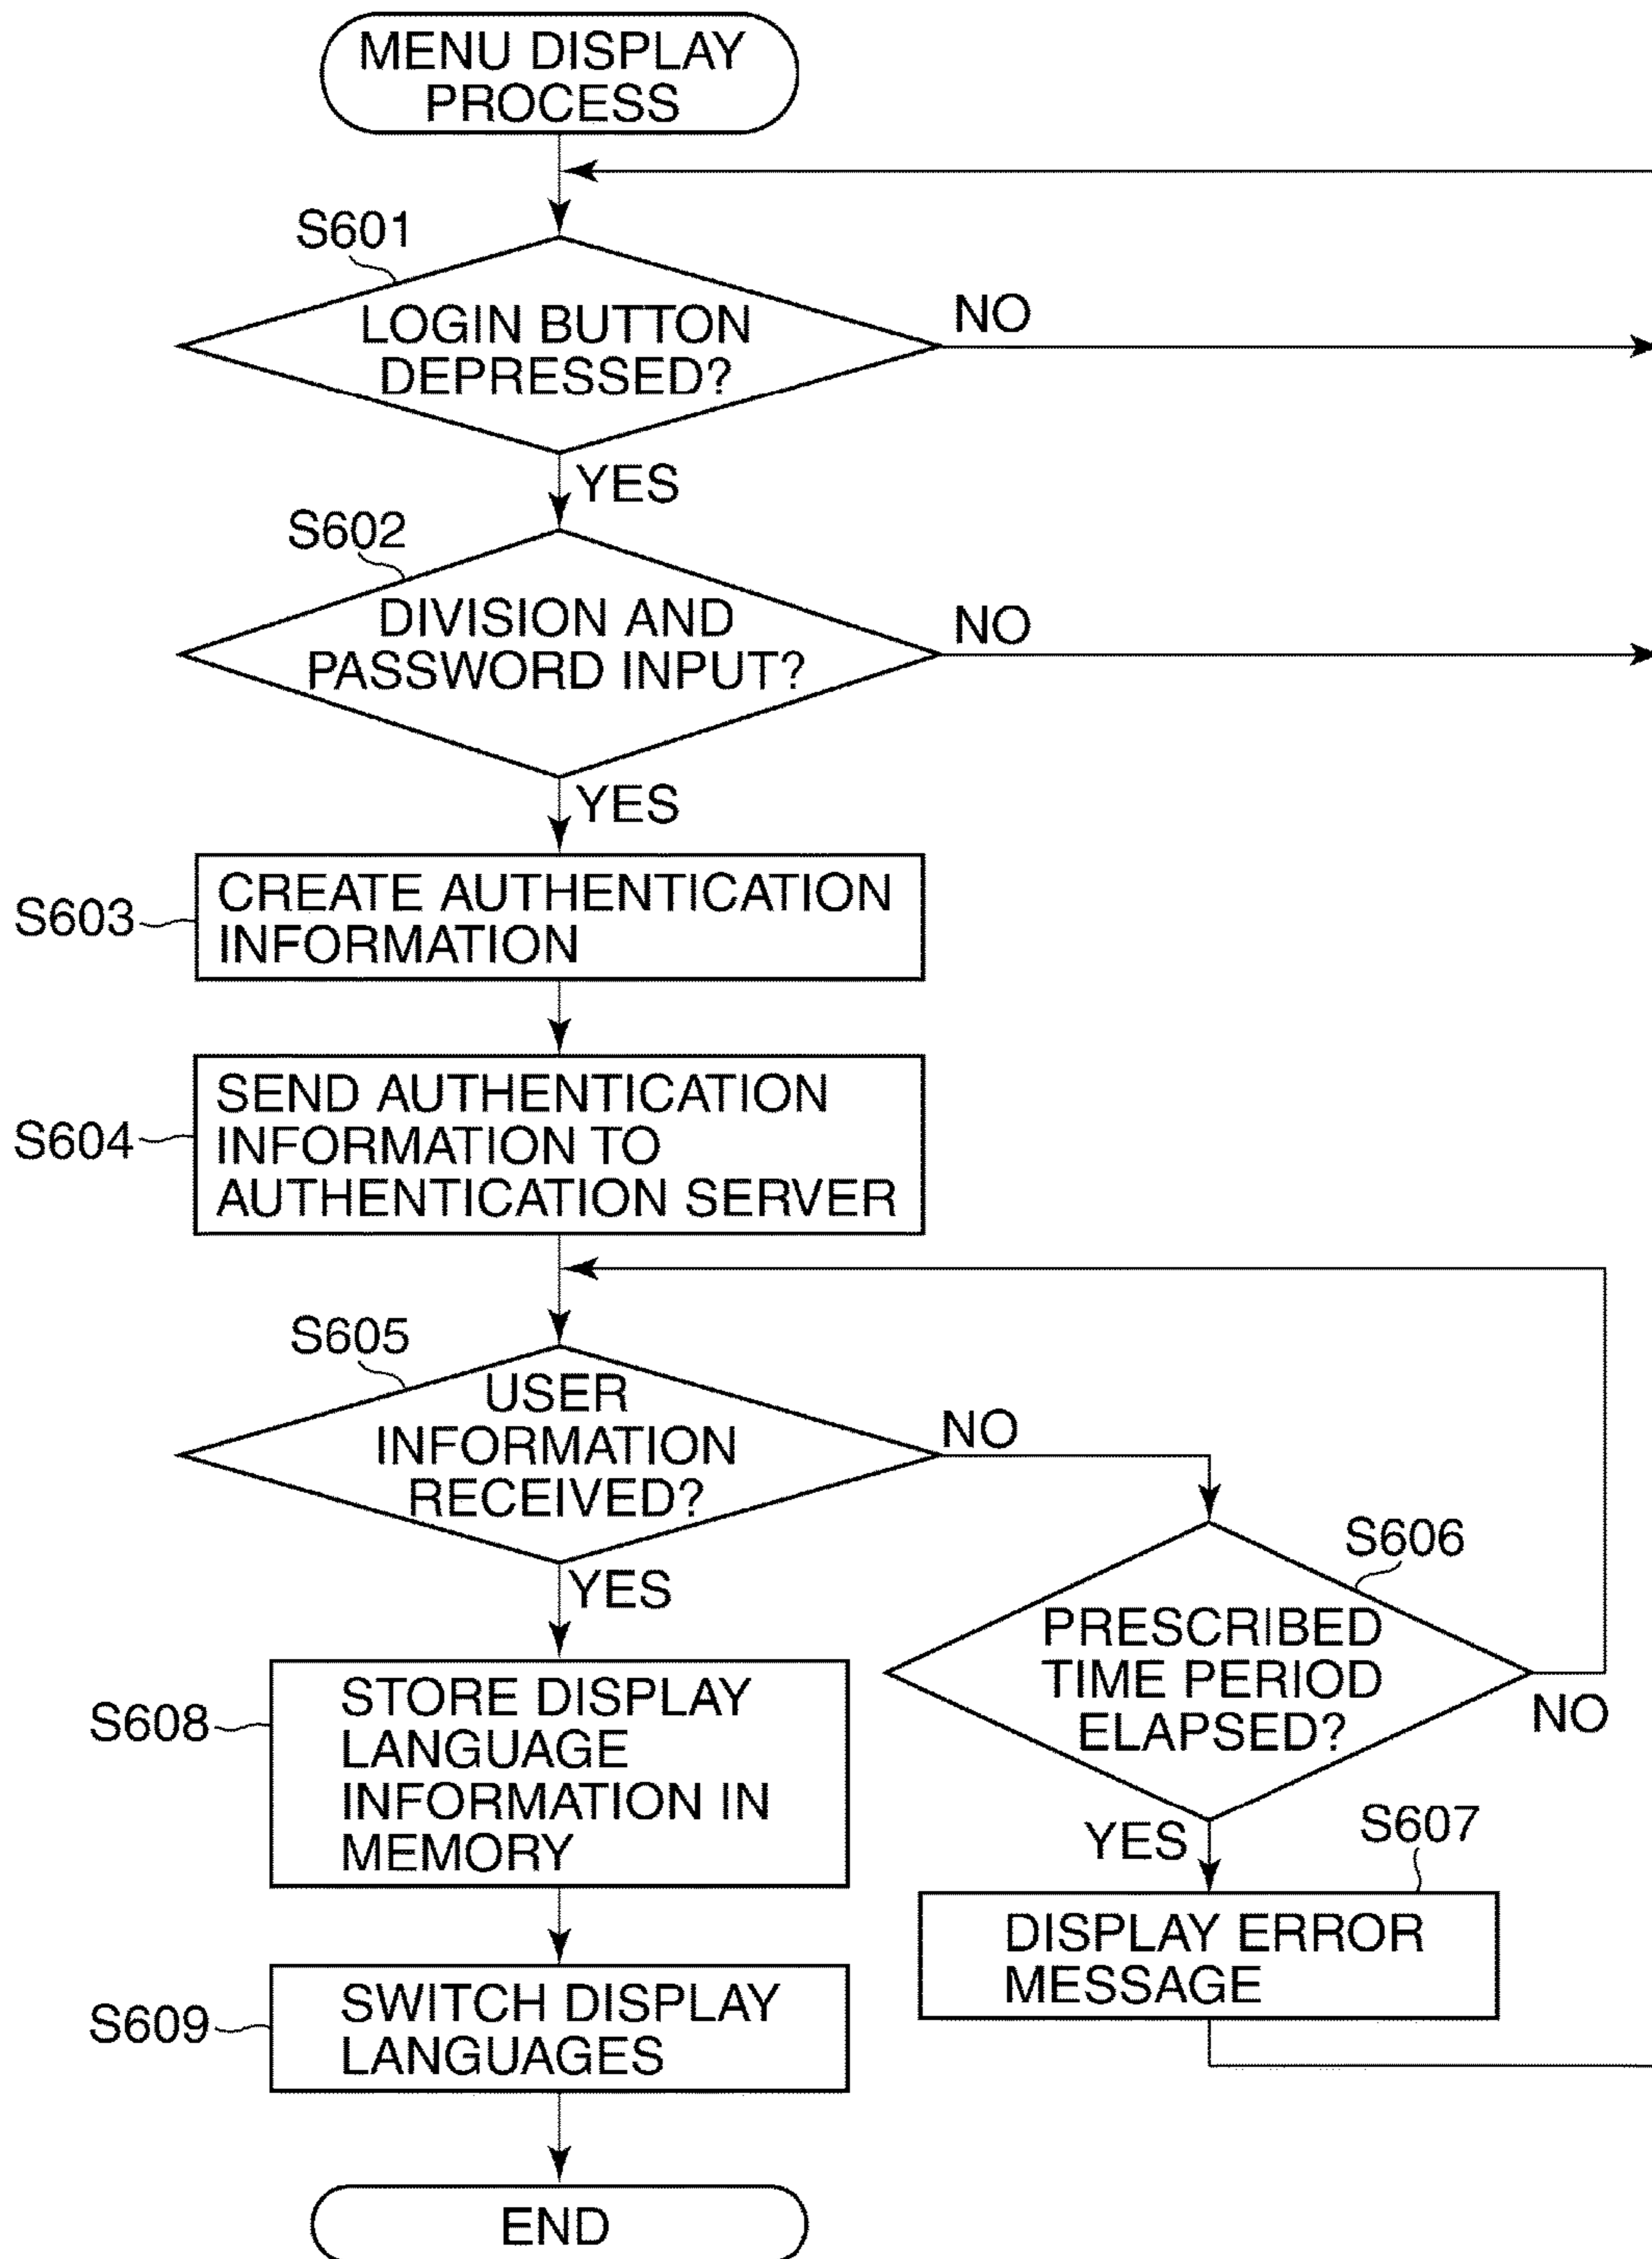 MENU DISPLAY
PROCESS
S601
LOGIN BUTTON
DEPRESSED?
NO
YES
S602
DIVISION AND
PASSWORD INPUT?
NO
YES
S603
CREATE AUTHENTICATION
INFORMATION
S604
SEND AUTHENTICATION
INFORMATION TO
AUTHENTICATION SERVER
S605
USER
INFORMATION
RECEIVED?
NO
YES
S606
PRESCRIBED
TIME PERIOD
ELAPSED?
NO
YES
S607
DISPLAY ERROR
MESSAGE
S608
STORE DISPLAY
LANGUAGE
INFORMATION IN
MEMORY
S609
SWITCH DISPLAY
LANGUAGES
END